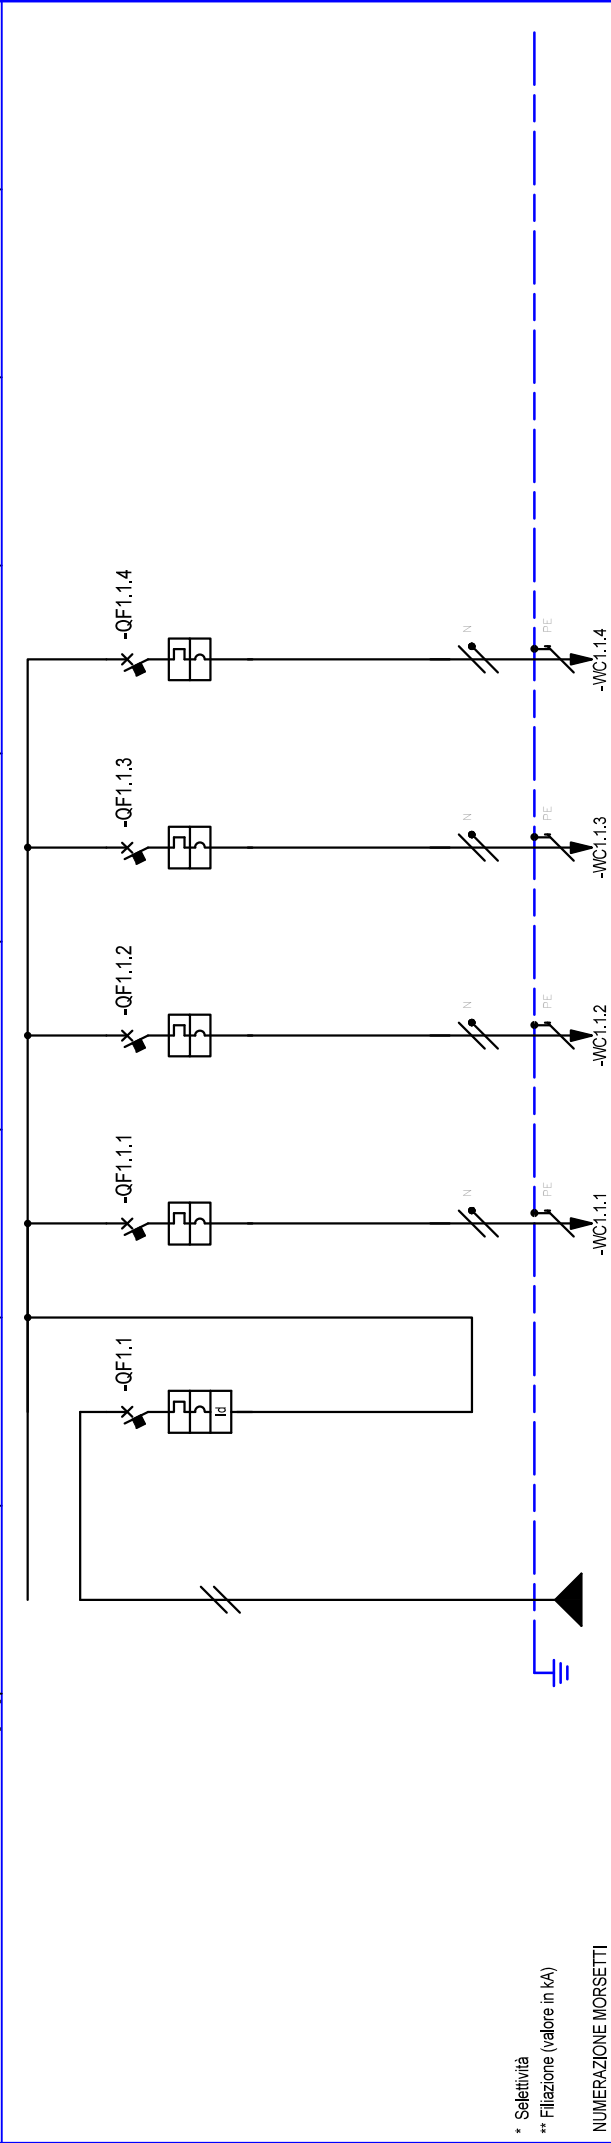 -QF1.1
Id
-QF1.1.1
-QF1.1.2
-QF1.1.3
-QF1.1.4
N
N
N
N
* Selettività
** Filiazione (valore in kA)
PE
PE
PE
PE
NUMERAZIONE MORSETTI
-WC1.1.1
-WC1.1.2
-WC1.1.3
-WC1.1.4